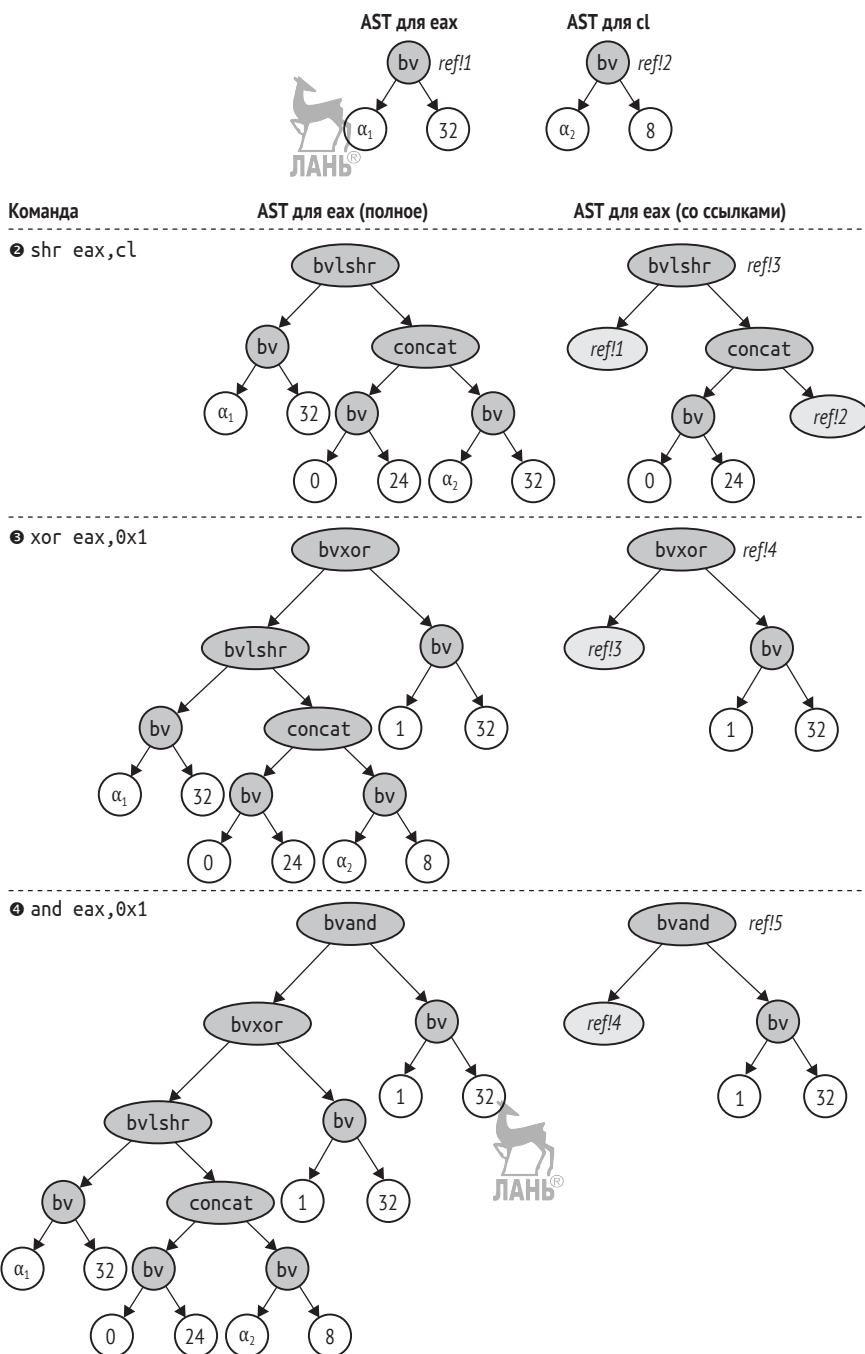 AST для eax AST для cl
bv ref!1 bv ref!2
α₁ 32 α₂ 8
ЛАНЬ®
Команда AST для eax (полное) AST для eax (со ссылками)
❷ shr eax,cl
bvlshr bvlshr ref!3
bv concat ref!1 concat
α₁ 32 bv bv bv ref!2
0 24 α₂ 32 0 24
❸ xor eax,0x1
bvxor bvxor ref!4
bvlshr bv ref!3 bv
bv concat 1 32 1 32
α₁ 32 bv bv
0 24 α₂ 8
❹ and eax,0x1
bvand bvand ref!5
bvxor bv ref!4 bv
1 32 1 32
bvlshr bv
ЛАНЬ®
bv concat 1 32
α₁ 32 bv bv
0 24 α₂ 8